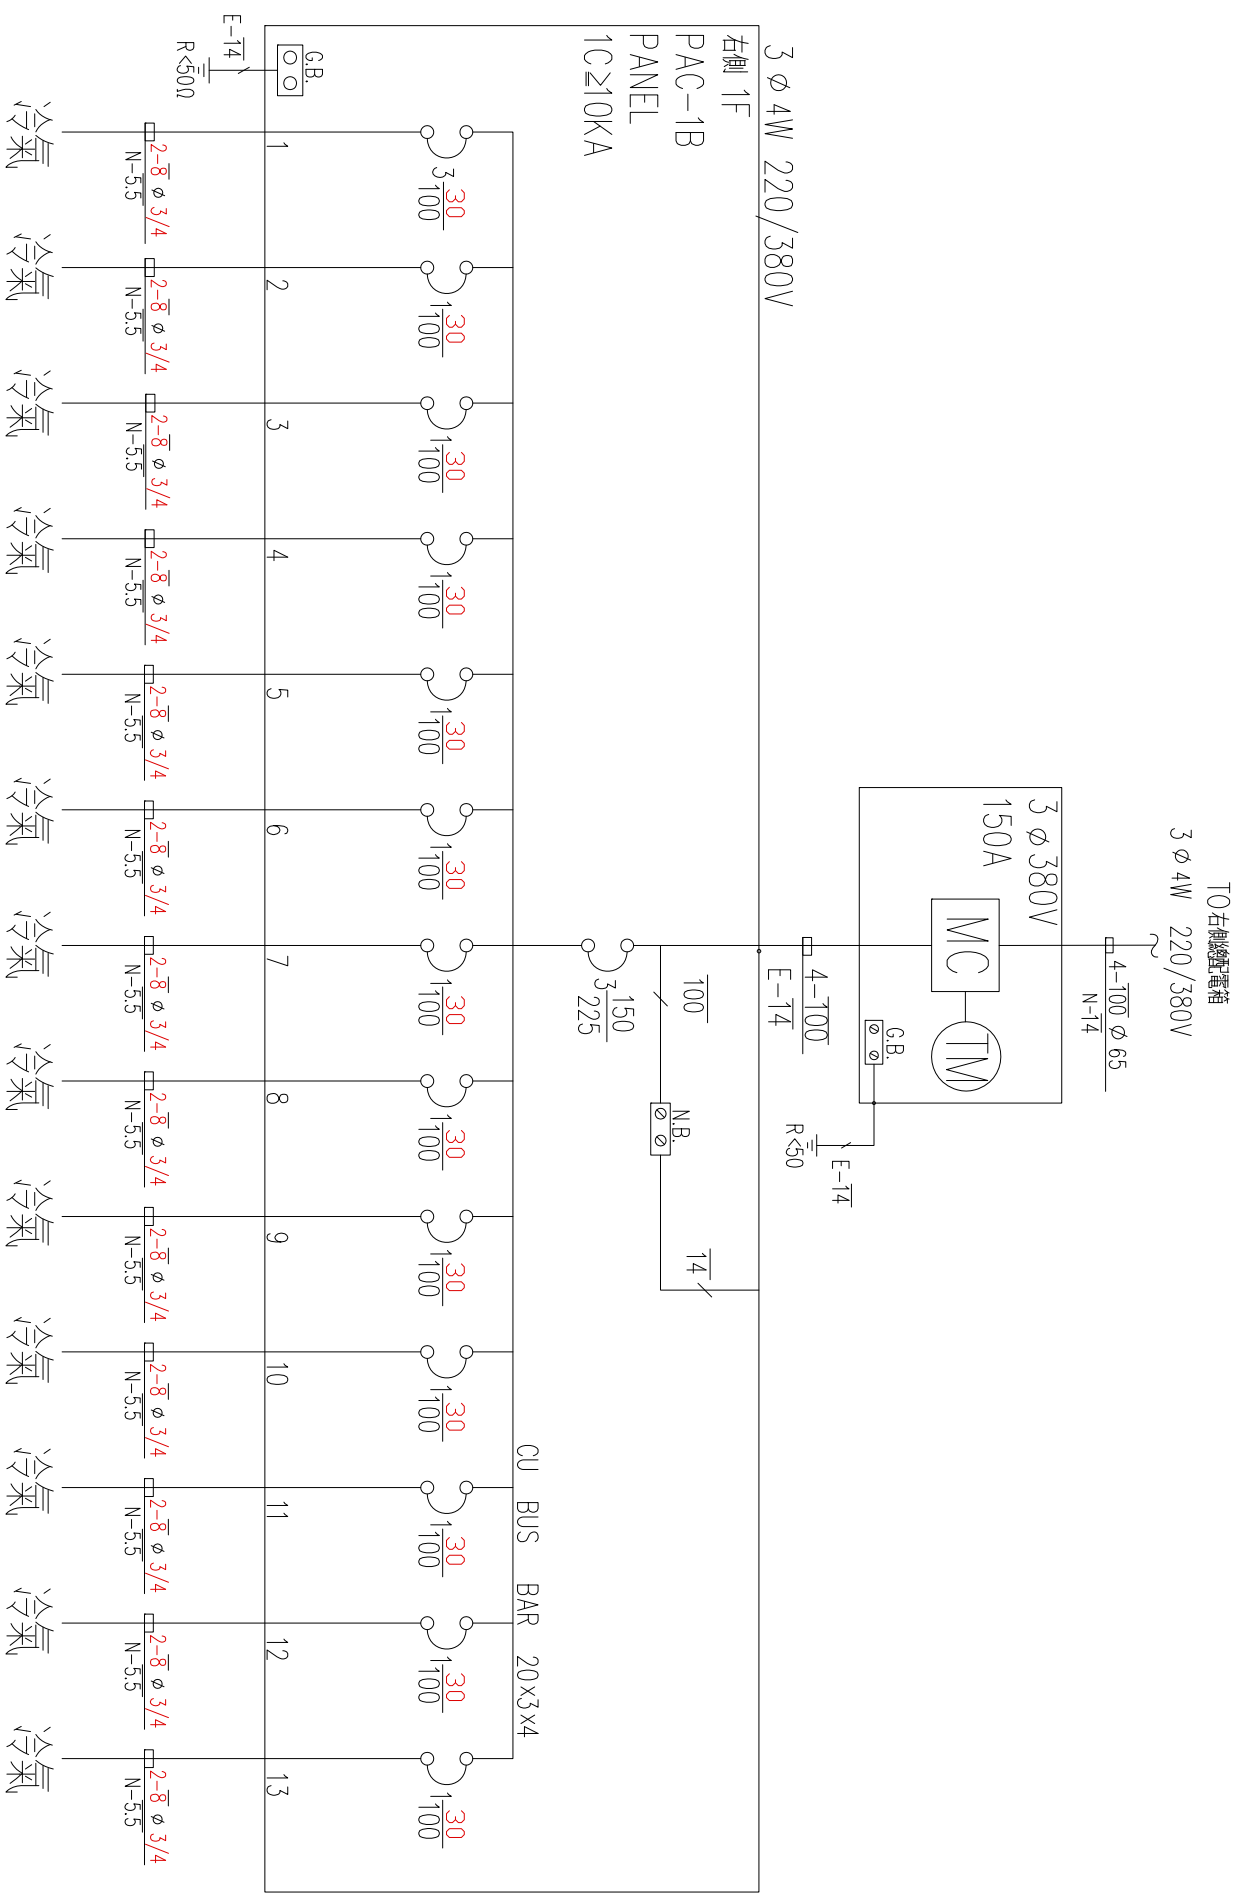 TO右側總配電箱
3 ø 4W 220/380V
4-100 ø 65
N-14
3 ø 380V
150A
MC
TM
G.B.
E-14
R<50
4-100
E-14
3 ø 4W 220/380V
右側 1F
PAC-1B
PANEL
1C≥10KA
100
N.B.
14
3 150
225
CU BUS BAR 20x3x4
3 30
100
1 30
100
1 30
100
1 30
100
1 30
100
1 30
100
1 30
100
1 30
100
1 30
100
1 30
100
1 30
100
1 30
100
1 30
100
G.B.
E-14
R<50Ω
1
2
3
4
5
6
7
8
9
10
11
12
13
2-8 ø 3/4
N-5.5
2-8 ø 3/4
N-5.5
2-8 ø 3/4
N-5.5
2-8 ø 3/4
N-5.5
2-8 ø 3/4
N-5.5
2-8 ø 3/4
N-5.5
2-8 ø 3/4
N-5.5
2-8 ø 3/4
N-5.5
2-8 ø 3/4
N-5.5
2-8 ø 3/4
N-5.5
2-8 ø 3/4
N-5.5
2-8 ø 3/4
N-5.5
2-8 ø 3/4
N-5.5
冷氣
冷氣
冷氣
冷氣
冷氣
冷氣
冷氣
冷氣
冷氣
冷氣
冷氣
冷氣
冷氣